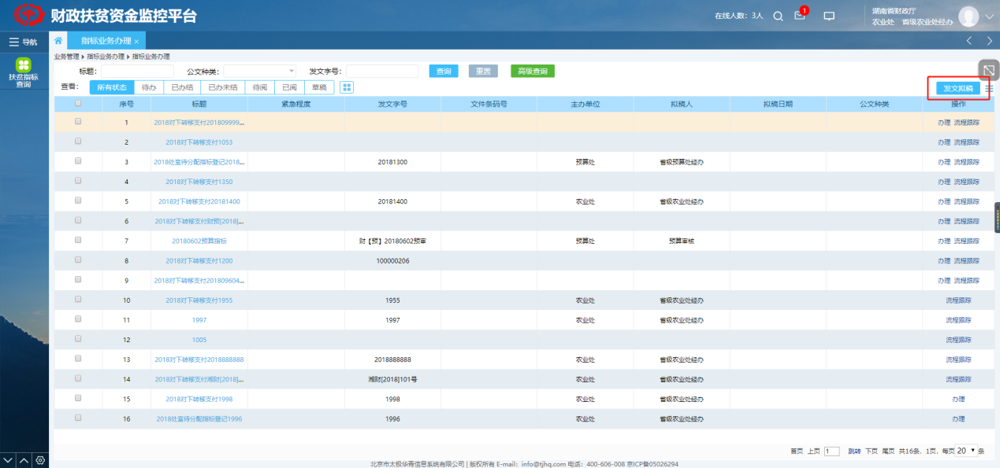 财政扶贫资金监控平台
在线人数：3人 1 湖南省财政厅
农业处 省级农业处经办
导航 指标业务办理 ×
扶贫指标
查询
业务管理 指标业务办理 指标业务办理
标题: 公文种类: 发文字号: 查询 重置 高级查询
查看: 所有状态 待办 已办结 已办未结 待阅 已阅 草稿 发文拟稿
序号 标题 紧急程度 发文字号 文件条码号 主办单位 拟稿人 拟稿日期 公文种类 操作
1 2018对下转移支付201809999... 办理 流程跟踪
2 2018对下转移支付1053 办理 流程跟踪
3 2018处室待分配指标登记2018... 20181300 预算处 省级预算处经办 办理 流程跟踪
4 2018对下转移支付1350 办理 流程跟踪
5 2018对下转移支付20181400 20181400 农业处 省级农业处经办 办理 流程跟踪
6 2018对下转移支付财预[2018]... 办理 流程跟踪
7 20180602预算指标 财【预】20180602预审 预算处 预算审核 办理 流程跟踪
8 2018对下转移支付1200 100000206 办理 流程跟踪
9 2018对下转移支付201809604... 办理 流程跟踪
10 2018对下转移支付1955 1955 农业处 省级农业处经办 流程跟踪
11 1997 1997 农业处 省级农业处经办 流程跟踪
12 1005 流程跟踪
13 2018对下转移支付2018888888 2018888888 农业处 省级农业处经办 流程跟踪
14 2018对下转移支付湘财[2018]... 湘财[2018]101号 农业处 省级农业处经办 流程跟踪
15 2018对下转移支付1998 1998 农业处 省级农业处经办 办理
16 2018处室待分配指标登记1996 1996 农业处 省级农业处经办 办理
首页 上页 1 跳转 下页 尾页 共16条，1页，每页 20 条
北京市太极华青信息系统有限公司 | 版权所有 E-mail：info@tjhq.com 电话：400-606-008 京ICP备05026294